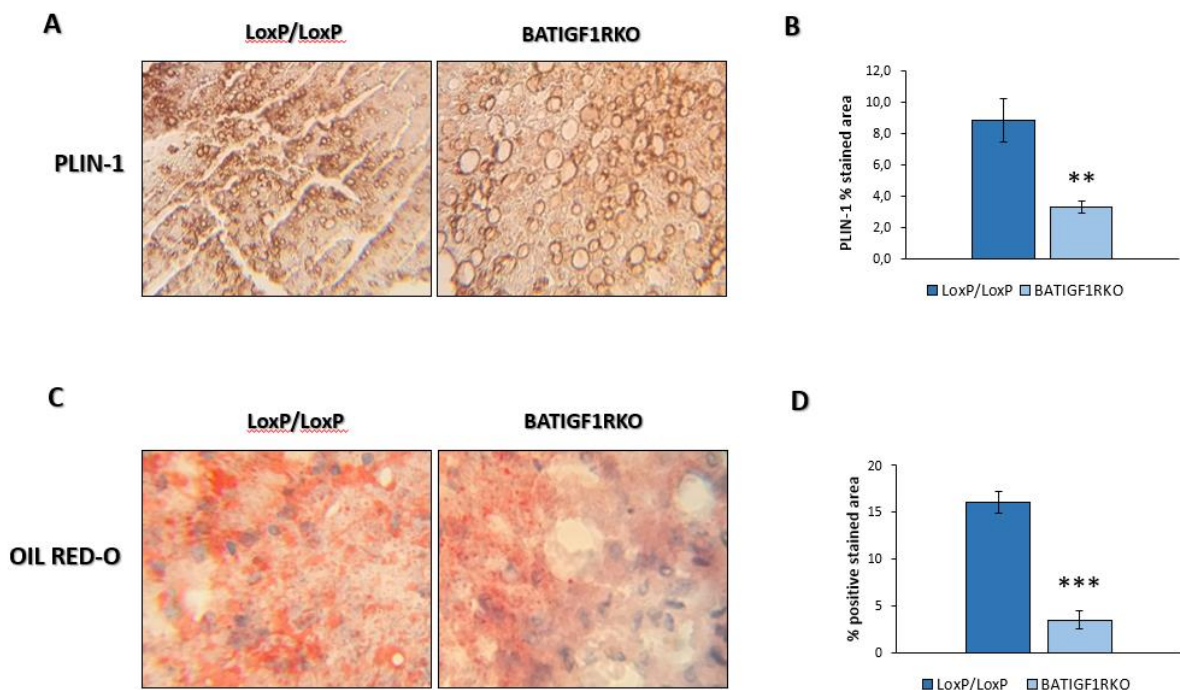 A
LoxP/LoxP
BATIGF1RKO
PLIN-1
B
PLIN-1 % stained area
12,0
10,0
8,0
6,0
4,0
2,0
0,0
**
LoxP/LoxP BATIGF1RKO
C
LoxP/LoxP
BATIGF1RKO
OIL RED-O
D
% positive stained area
20
15
10
5
0
***
LoxP/LoxP BATIGF1RKO